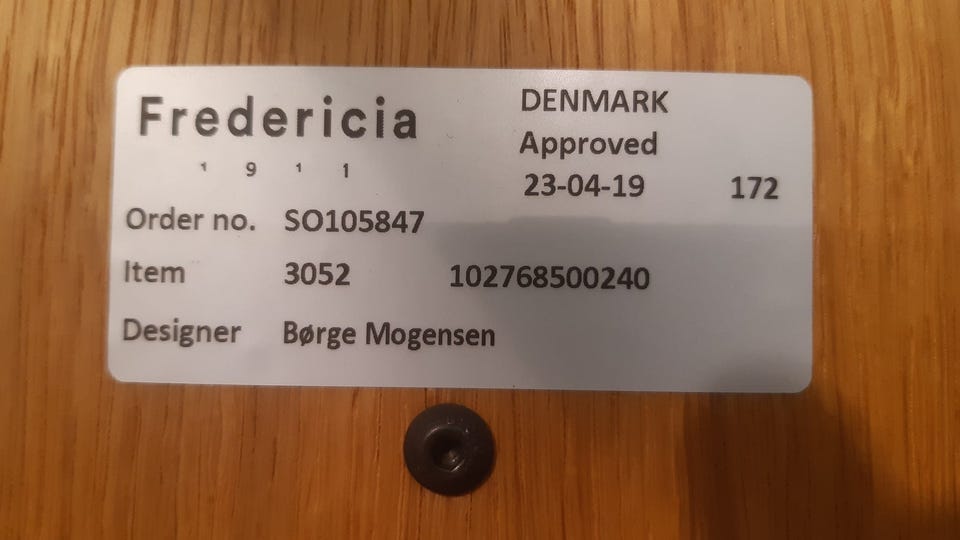 Fredericia
1 9 1 1
DENMARK
Approved
23-04-19 172
Order no. SO105847
Item 3052 102768500240
Designer Børge Mogensen